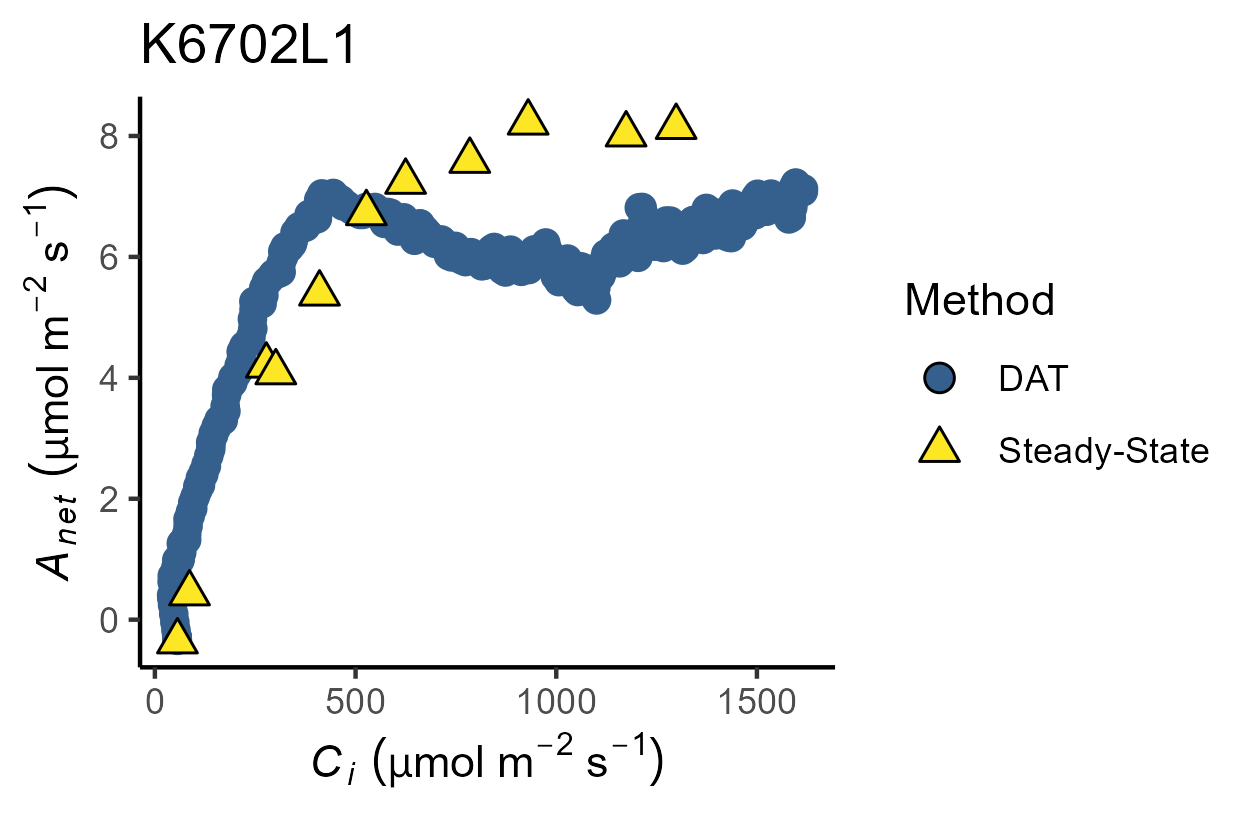 K6702L1
8
6
4
2
0
A_net (μmol m⁻² s⁻¹)
0 500 1000 1500
C_i (μmol m⁻² s⁻¹)
Method
DAT
Steady-State